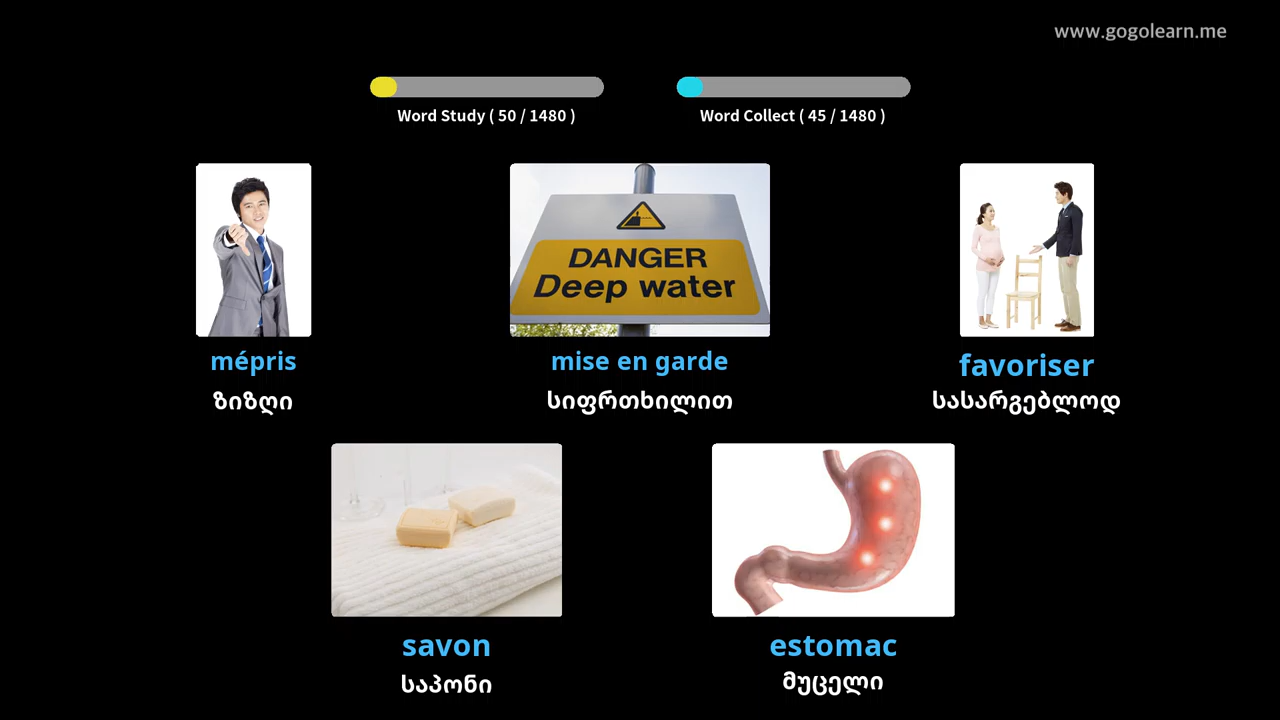 www.gogolearn.me
Word Study ( 50 / 1480 )
Word Collect ( 45 / 1480 )
DANGER
Deep water
mépris
mise en garde
favoriser
ზიზღი
სიფრთხილით
სასარგებლოდ
savon
estomac
საპონი
მუცელი